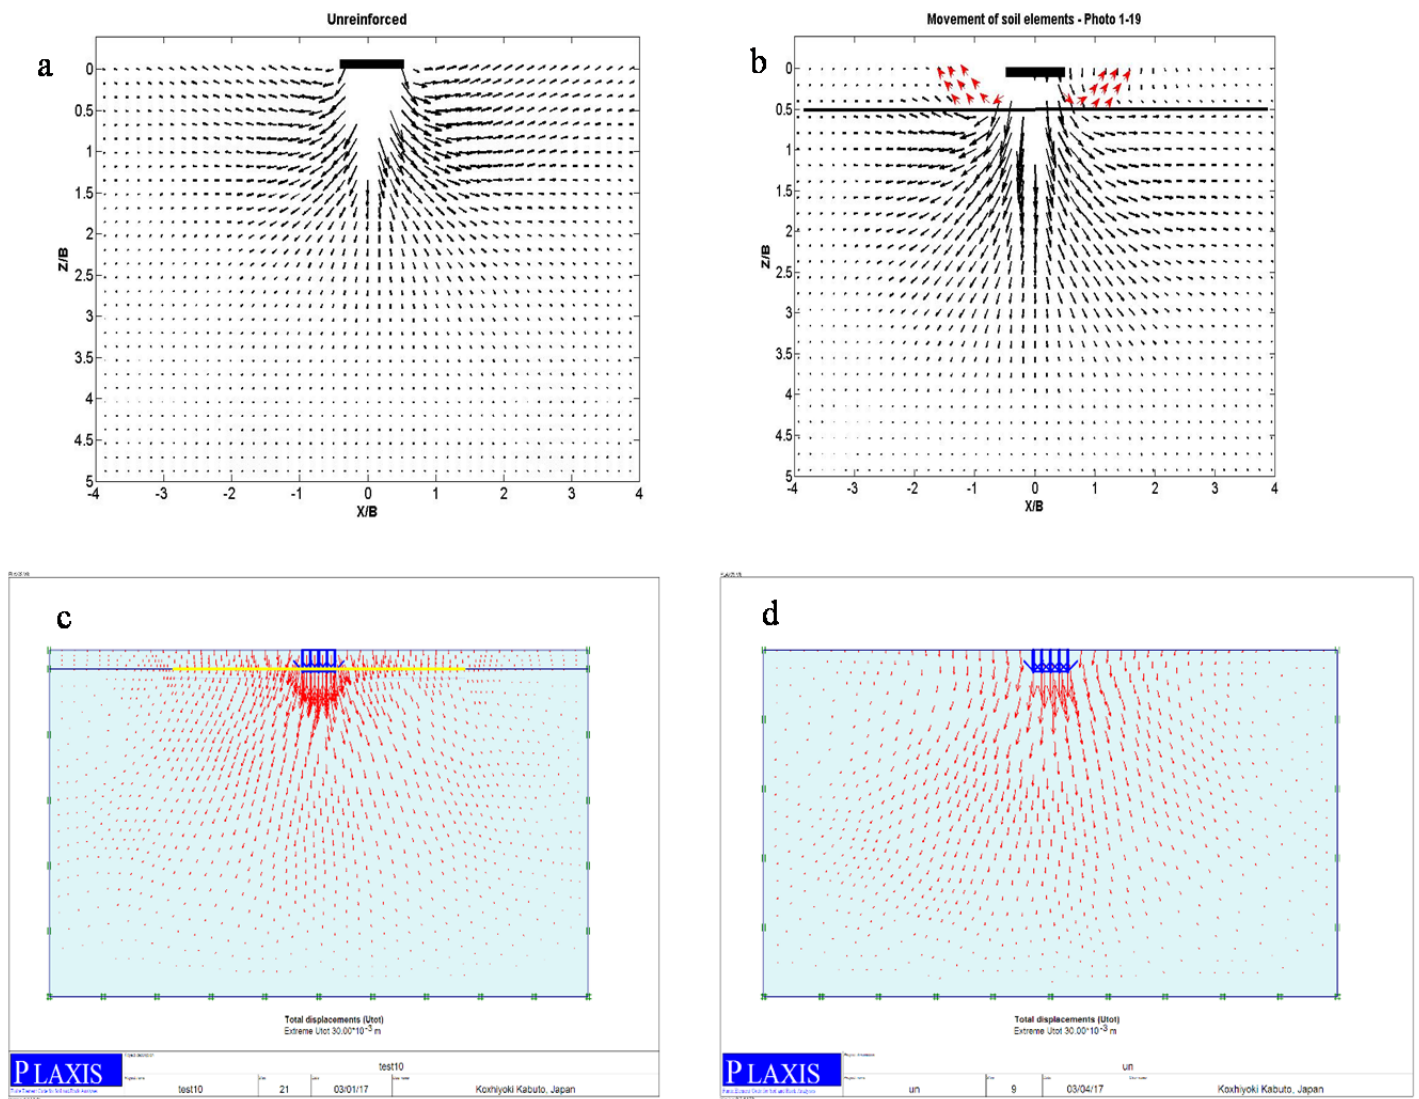 a
Unreinforced
0
0.5
1
1.5
2
2.5
3
3.5
4
4.5
5
Z/B
-4 -3 -2 -1 0 1 2 3 4
X/B
b
Movement of soil elements - Photo 1-19
0
0.5
1
1.5
2
2.5
3
3.5
4
4.5
5
Z/B
-4 -3 -2 -1 0 1 2 3 4
X/B
c
Total displacements (Utot)
Extreme Utot 30.00*10-3 m
PLAXIS
test10
test10 21 03/01/17 Koxhiyoki Kabuto, Japan
d
Total displacements (Utot)
Extreme Utot 30.00*10-3 m
PLAXIS
un
un 9 03/04/17 Koxhiyoki Kabuto, Japan